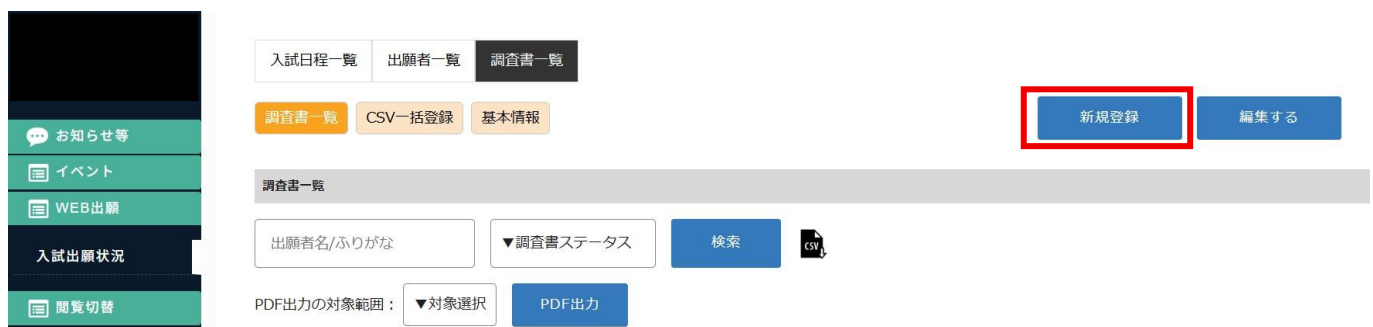 入試日程一覧 出願者一覧 調査書一覧
調査書一覧 CSV一括登録 基本情報 新規登録 編集する
お知らせ等
イベント
WEB出願
入試出願状況
閲覧切替
調査書一覧
出願者名/ふりがな ▼調査書ステータス 検索 CSV
PDF出力の対象範囲： ▼対象選択 PDF出力